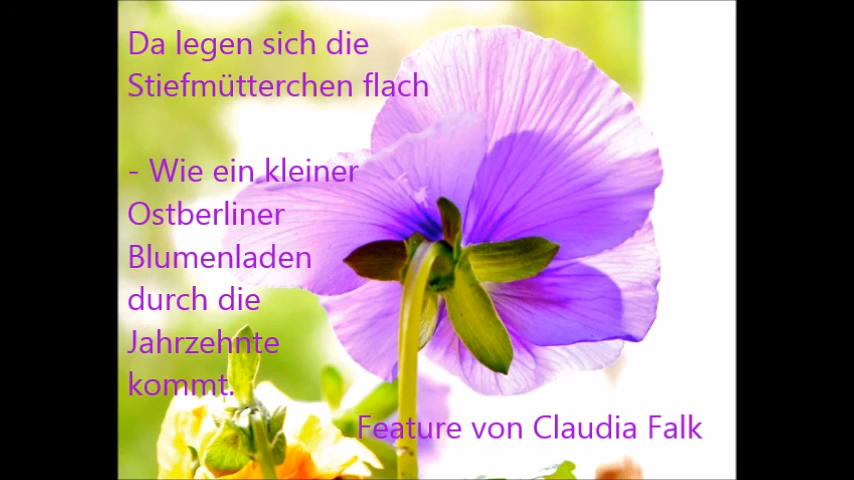 Da legen sich die
Stiefmütterchen flach
- Wie ein kleiner
Ostberliner
Blumenladen
durch die
Jahrzehnte
kommt.
Feature von Claudia Falk